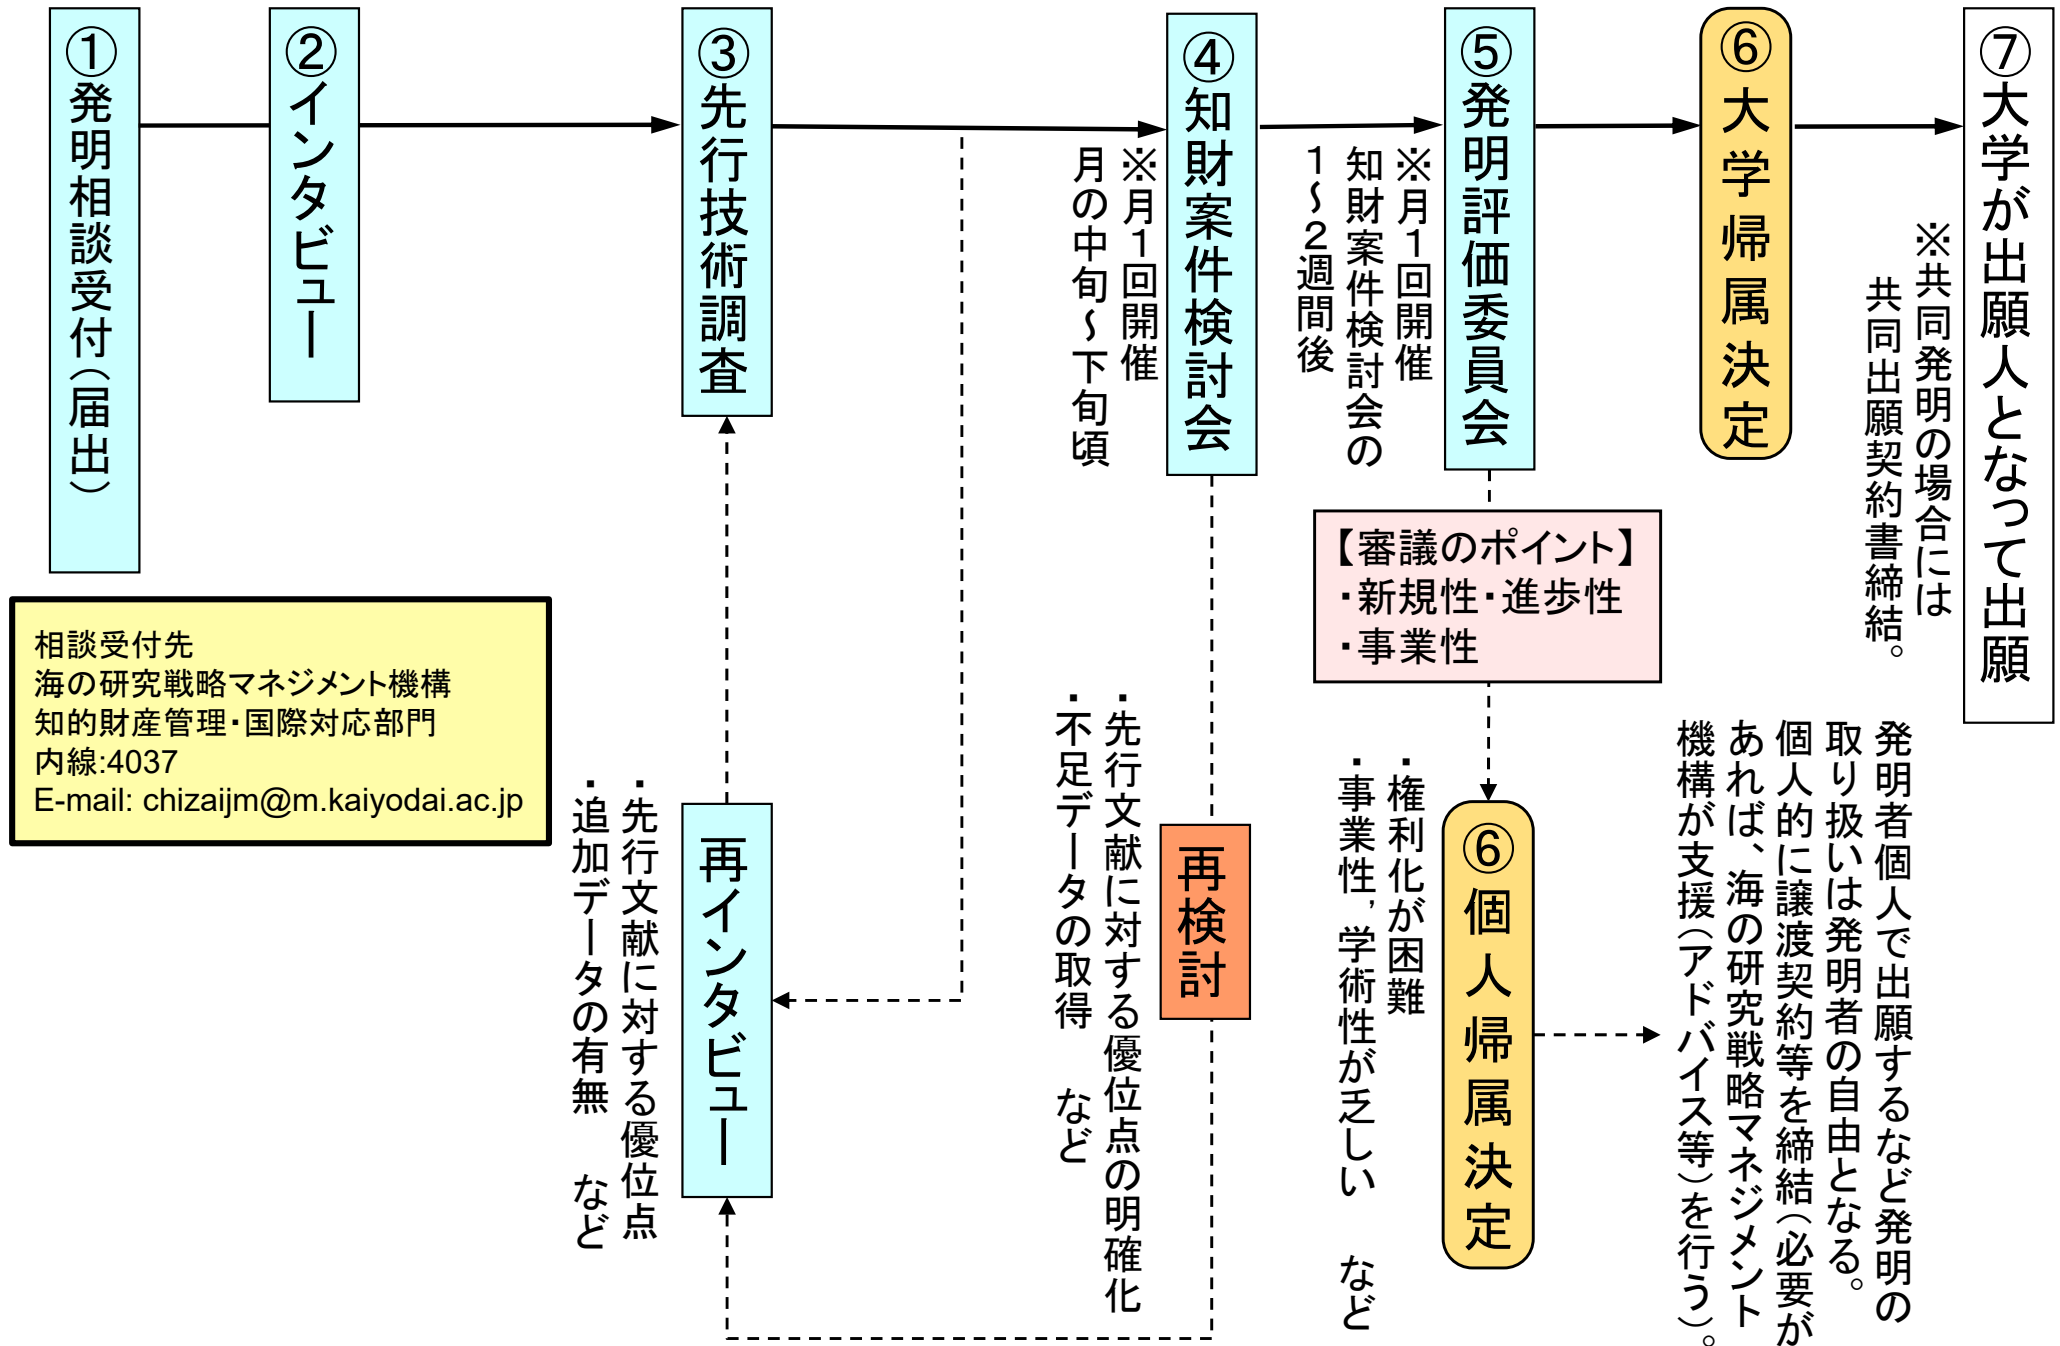 ①発明相談受付（届出）
②インタビュー
③先行技術調査
④知財案件検討会
※月１回開催
月の中旬～下旬頃
⑤発明評価委員会
※月１回開催
知財案件検討会の
１～２週間後
⑥大学帰属決定
⑦大学が出願人となって出願
※共同発明の場合には
共同出願契約書締結。
【審議のポイント】
・新規性・進歩性
・事業性
相談受付先
海の研究戦略マネジメント機構
知的財産管理・国際対応部門
内線:4037
E-mail: chizaijm@m.kaiyodai.ac.jp
再インタビュー
・先行文献に対する優位点
・追加データの有無　など
再検討
・先行文献に対する優位点の明確化
・不足データの取得　など
⑥個人帰属決定
・権利化が困難
・事業性，学術性が乏しい　など
発明者個人で出願するなど発明の
取り扱いは発明者の自由となる。
個人的に譲渡契約等を締結（必要が
あれば、海の研究戦略マネジメント
機構が支援（アドバイス等）を行う）。